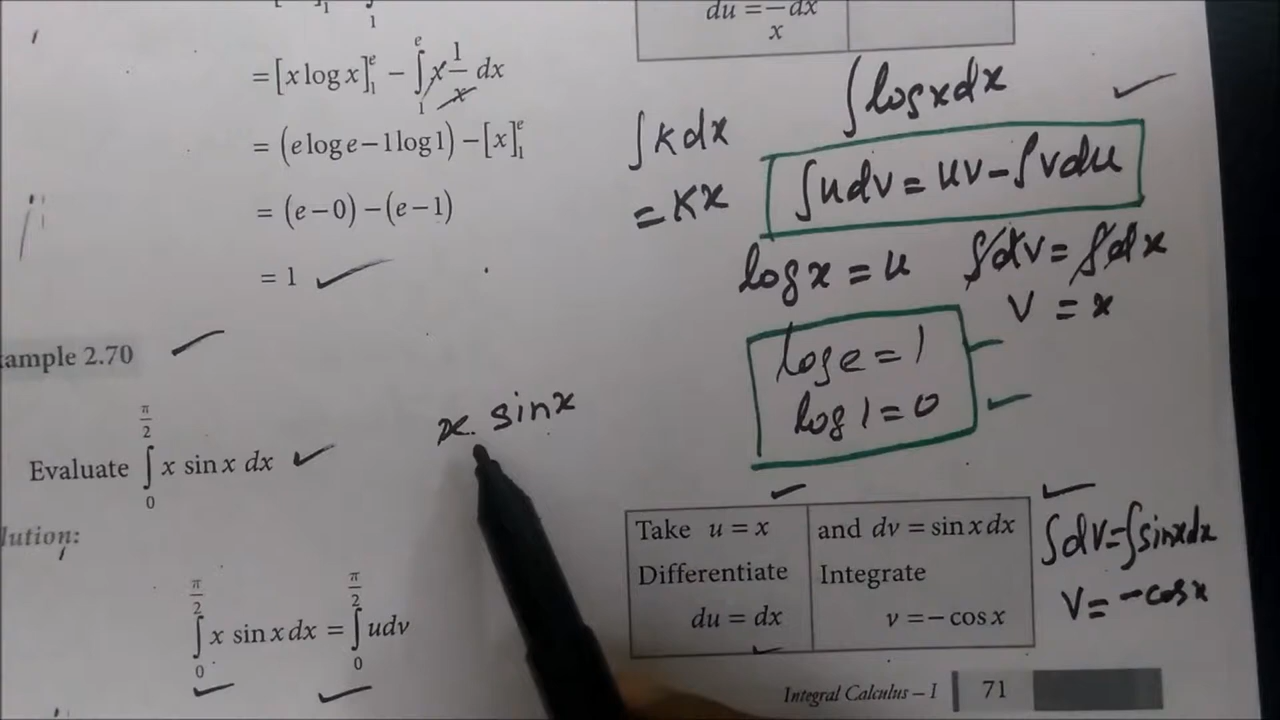 du = — dx
x
= [x log x]₁ᵉ − ∫₁ᵉ x 1/x dx
= (e log e − 1 log 1) − [x]₁ᵉ
= (e − 0) − (e − 1)
= 1
∫ log x dx
∫ k dx
= kx
∫ u dv = uv − ∫ v du
log x = u ∫ dv = ∫ dx
v = x
log e = 1
log 1 = 0
ample 2.70
Evaluate ∫₀^(π/2) x sin x dx
x. sin x
lution:
∫₀^(π/2) x sin x dx = ∫₀^(π/2) u dv
Take u = x and dv = sin x dx
Differentiate Integrate
du = dx v = − cos x
∫ dv = ∫ sin x dx
v = − cos x
Integral Calculus – I 71